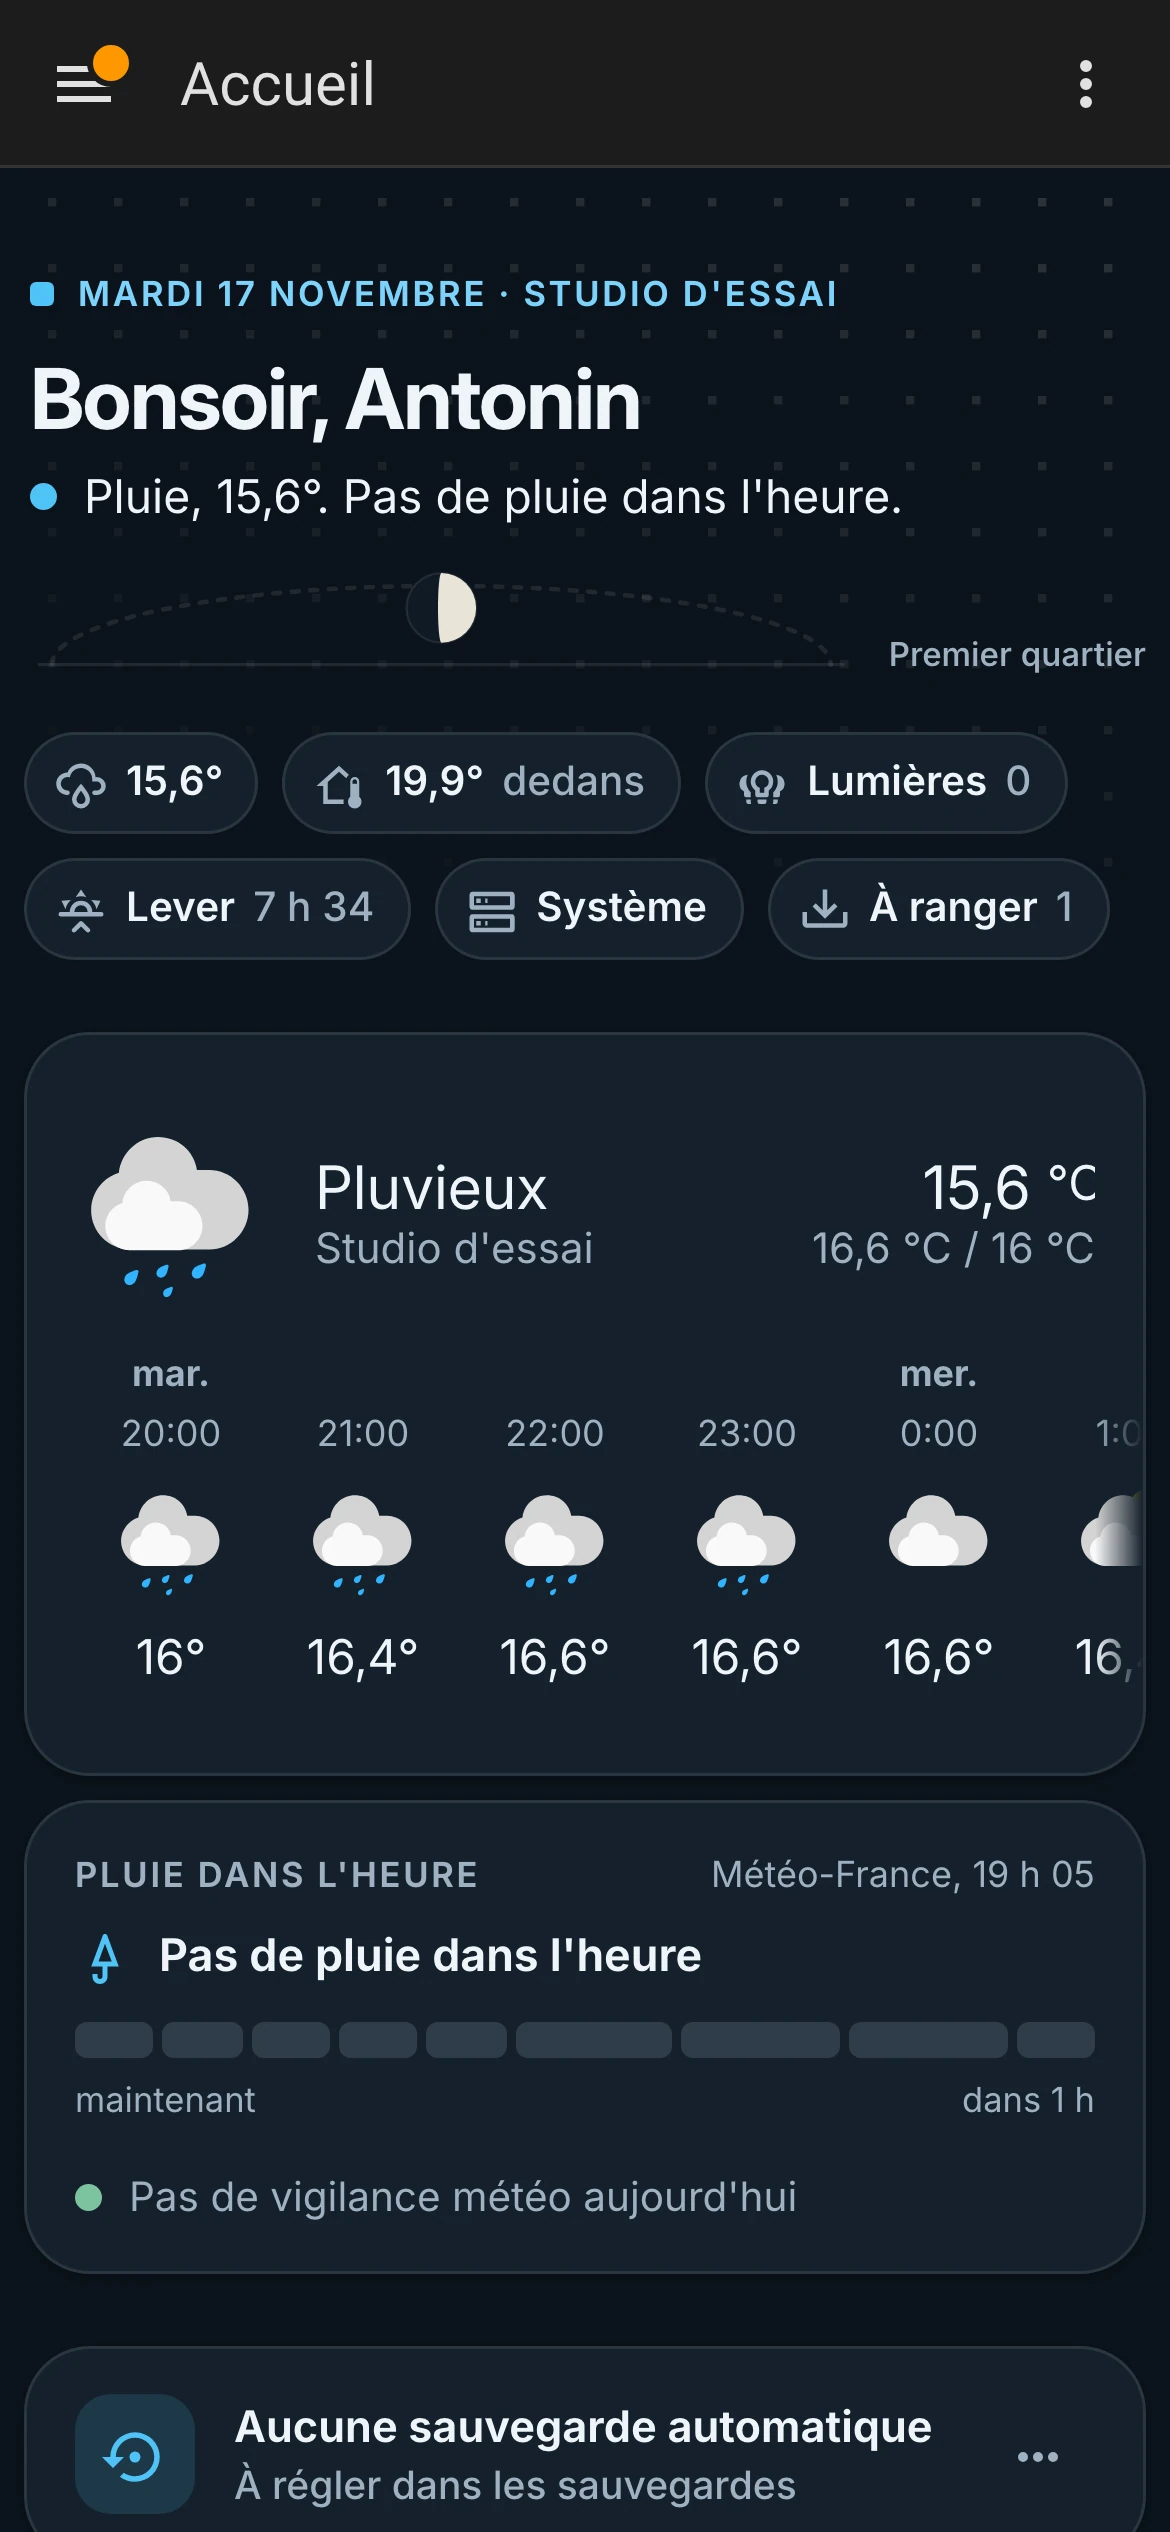 Accueil
MARDI 17 NOVEMBRE · STUDIO D'ESSAI
Bonsoir, Antonin
Pluie, 15,6°. Pas de pluie dans l'heure.
Premier quartier
15,6° 19,9° dedans Lumières 0
Lever 7 h 34 Système À ranger 1
Pluvieux 15,6 °C
Studio d'essai 16,6 °C / 16 °C
mar. mer.
20:00 21:00 22:00 23:00 0:00
16° 16,4° 16,6° 16,6° 16,6°
PLUIE DANS L'HEURE Météo-France, 19 h 05
Pas de pluie dans l'heure
maintenant dans 1 h
Pas de vigilance météo aujourd'hui
Aucune sauvegarde automatique
À régler dans les sauvegardes